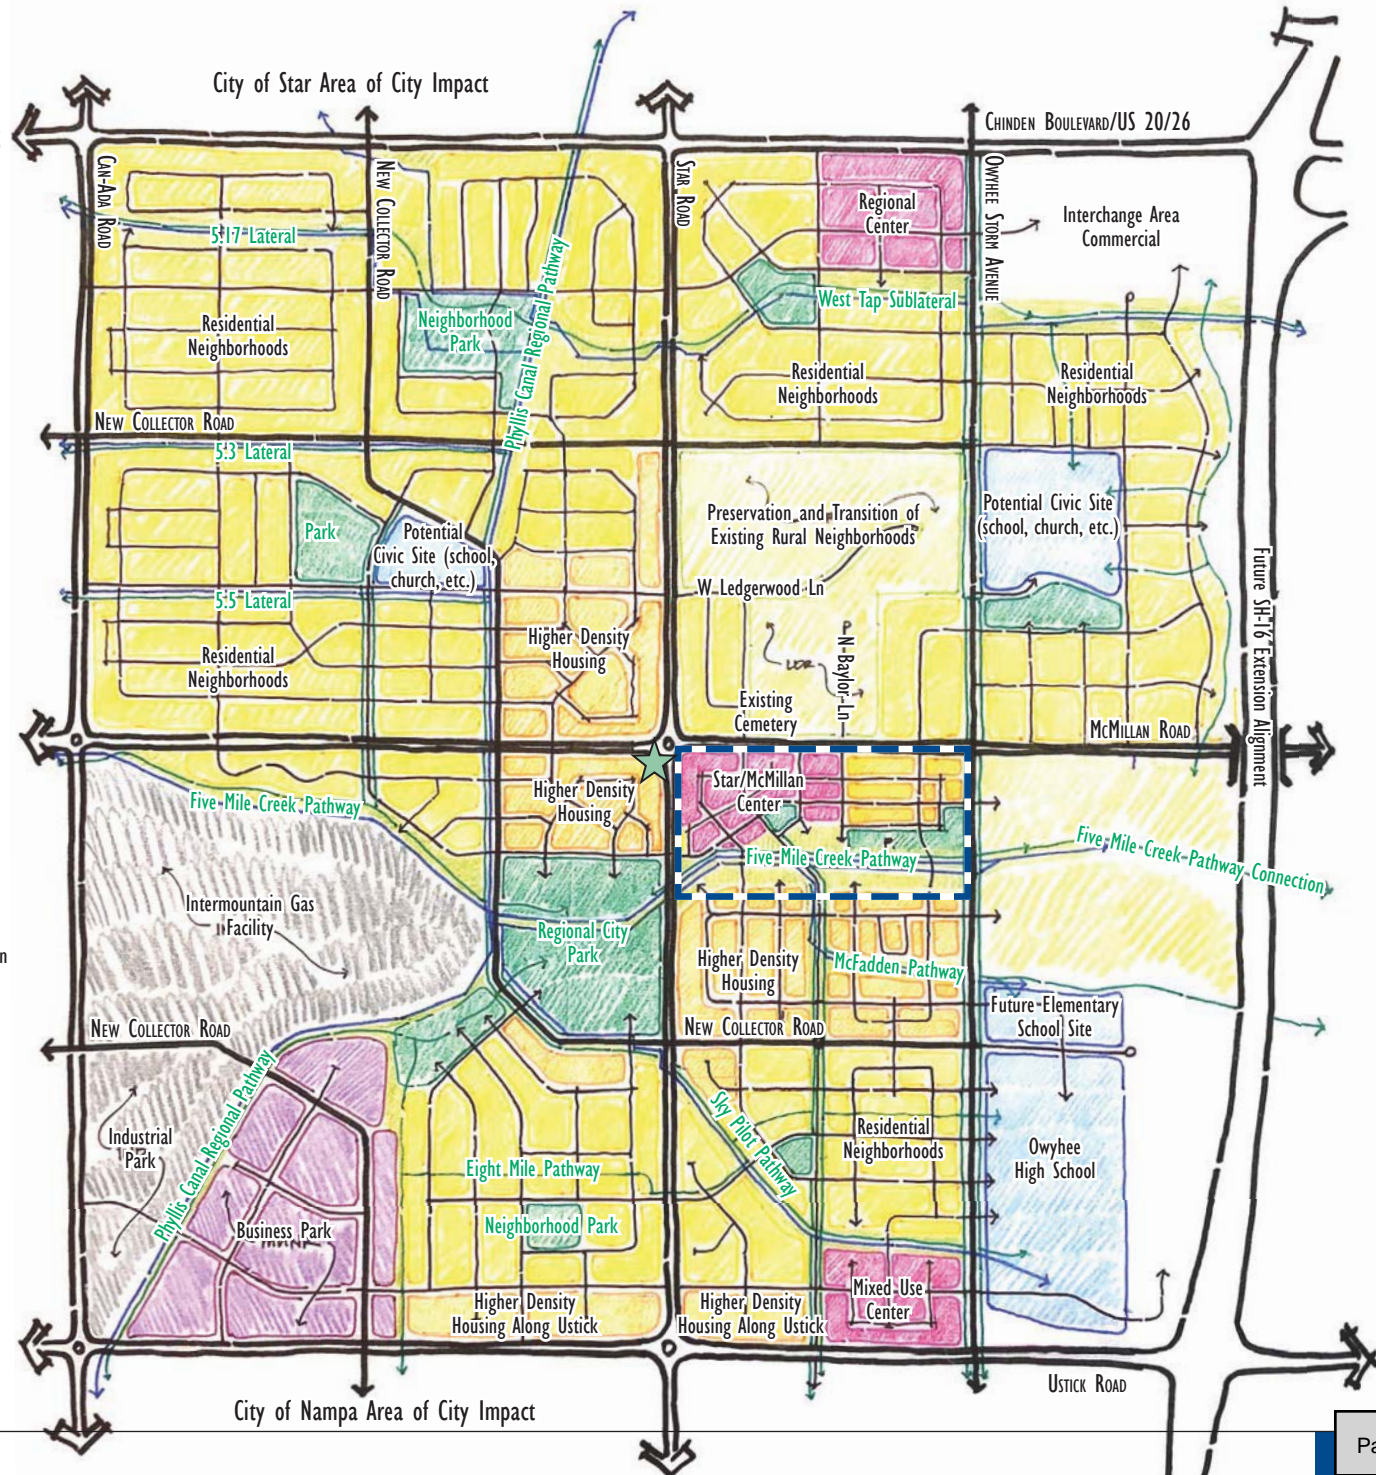 City of Star Area of City Impact
Chinden Boulevard/US 20/26
Can-Ada Road
New Collector Road
Star Road
Owyhee Storm Avenue
Regional
Center
Interchange Area
Commercial
5.17 Lateral
Phyllis Canal Regional Pathway
West Tap Sublateral
Neighborhood
Park
Residential
Neighborhoods
Residential
Neighborhoods
Residential
Neighborhoods
New Collector Road
5.3 Lateral
Park
Potential
Civic Site (school,
church, etc.)
Preservation and Transition of
Existing Rural Neighborhoods
Potential Civic Site
(school, church, etc.)
W Ledgerwood Ln
5.5 Lateral
Higher Density
Housing
Residential
Neighborhoods
LDR
N Baylor Ln
Existing
Cemetery
Future SH-16 Extension Alignment
McMillan Road
Star/McMillan
Center
Higher Density
Housing
Five Mile Creek Pathway
Five Mile Creek Pathway
Five Mile Creek Pathway Connection
Intermountain Gas
Facility
Regional City
Park
Higher Density
Housing
McFadden Pathway
n
Future Elementary
School Site
New Collector Road
New Collector Road
Phyllis Canal Regional Pathway
Sky Pilot Pathway
Industrial
Park
Residential
Neighborhoods
Owyhee
High School
Eight Mile Pathway
Neighborhood Park
Business Park
Mixed Use
Center
Higher Density
Housing Along Ustick
Higher Density
Housing Along Ustick
Ustick Road
City of Nampa Area of City Impact
Pa